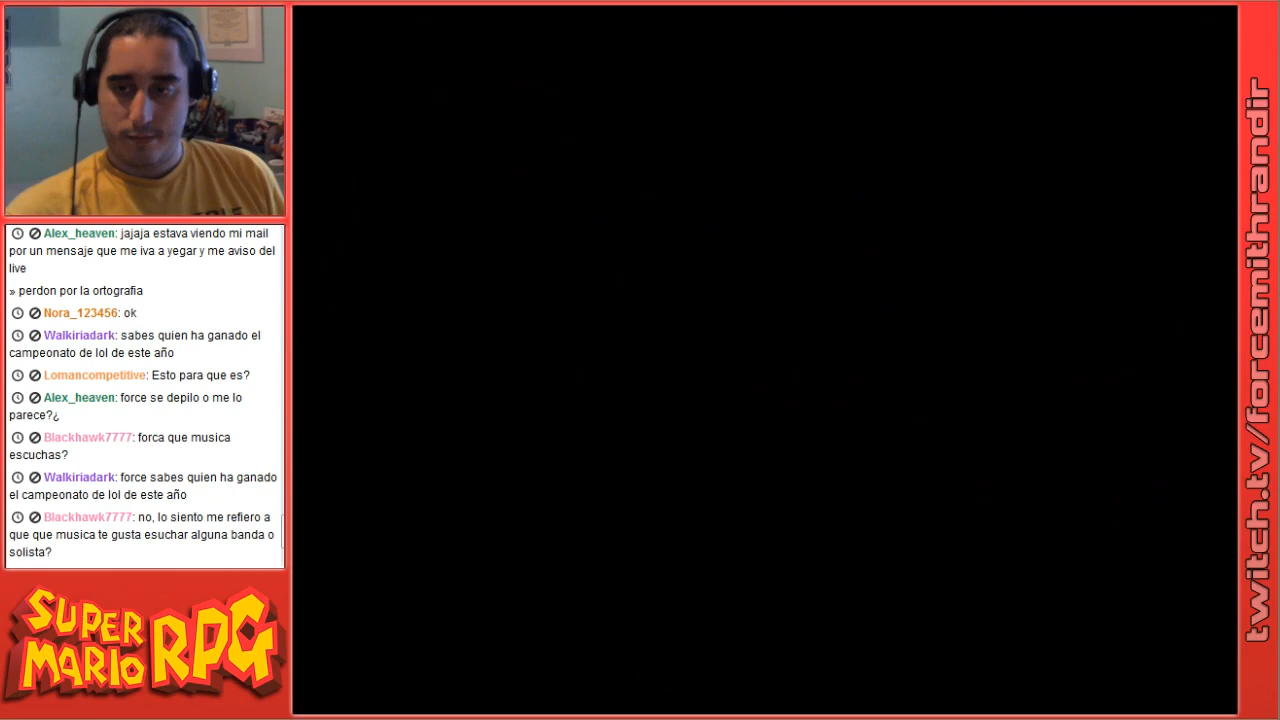 Alex_heaven: jajaja estava viendo mi mail
por un mensaje que me iva a yegar y me aviso del
live
» perdon por la ortografia
Nora_123456: ok
Walkiriadark: sabes quien ha ganado el
campeonato de lol de este año
Lomancompetitive: Esto para que es?
Alex_heaven: force se depilo o me lo
parece?¿
Blackhawk7777: forca que musica
escuchas?
Walkiriadark: force sabes quien ha ganado
el campeonato de lol de este año
Blackhawk7777: no, lo siento me refiero a
que que musica te gusta esuchar alguna banda o
solista?
SUPER
MARIO
RPG
twitch.tv/forcemithrandir